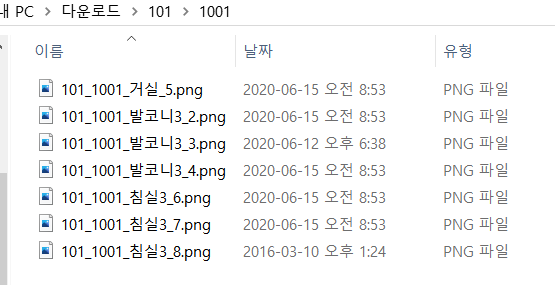 내 PC > 다운로드 > 101 > 1001
이름 날짜 유형
101_1001_거실_5.png 2020-06-15 오전 8:53 PNG 파일
101_1001_발코니3_2.png 2020-06-15 오전 8:53 PNG 파일
101_1001_발코니3_3.png 2020-06-12 오후 6:38 PNG 파일
101_1001_발코니3_4.png 2020-06-15 오전 8:53 PNG 파일
101_1001_침실3_6.png 2020-06-15 오전 8:53 PNG 파일
101_1001_침실3_7.png 2020-06-15 오전 8:53 PNG 파일
101_1001_침실3_8.png 2016-03-10 오후 1:24 PNG 파일